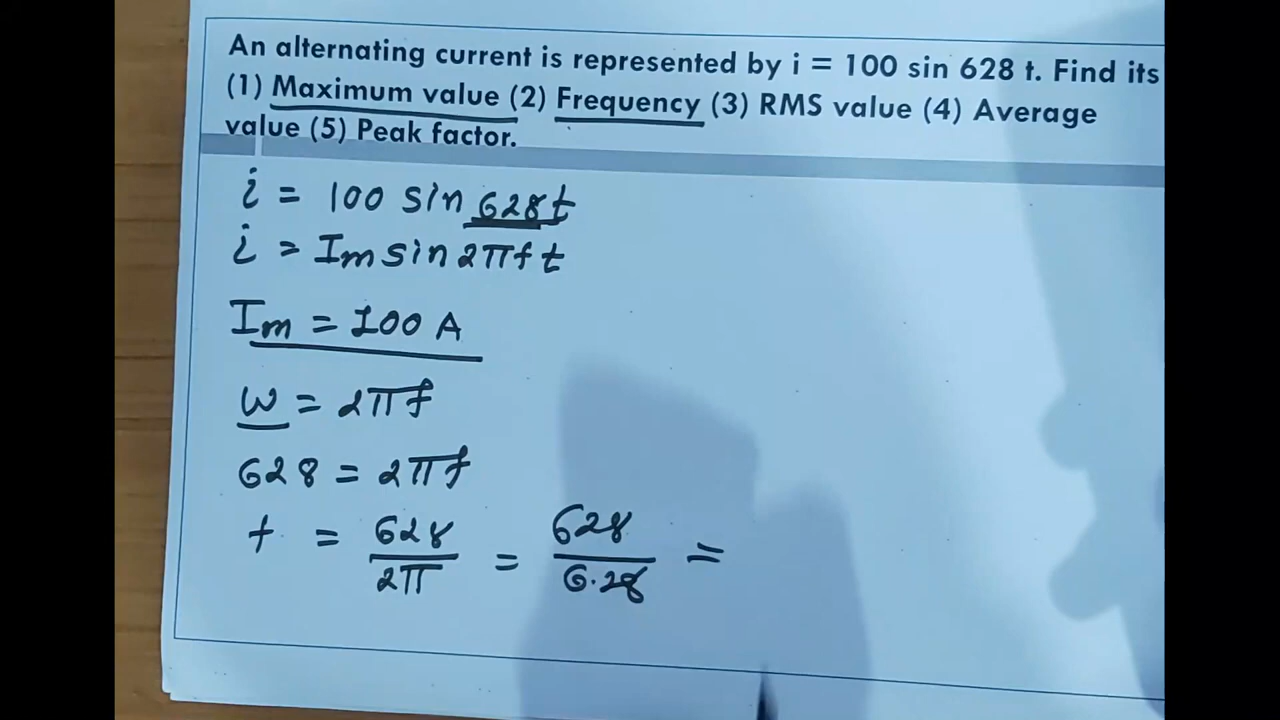 An alternating current is represented by i = 100 sin 628 t. Find its
(1) Maximum value (2) Frequency (3) RMS value (4) Average
value (5) Peak factor.
i = 100 sin 628t
i = Im sin 2πft
Im = 100 A
ω = 2πf
628 = 2πf
f = 628/2π = 628/6.28 =